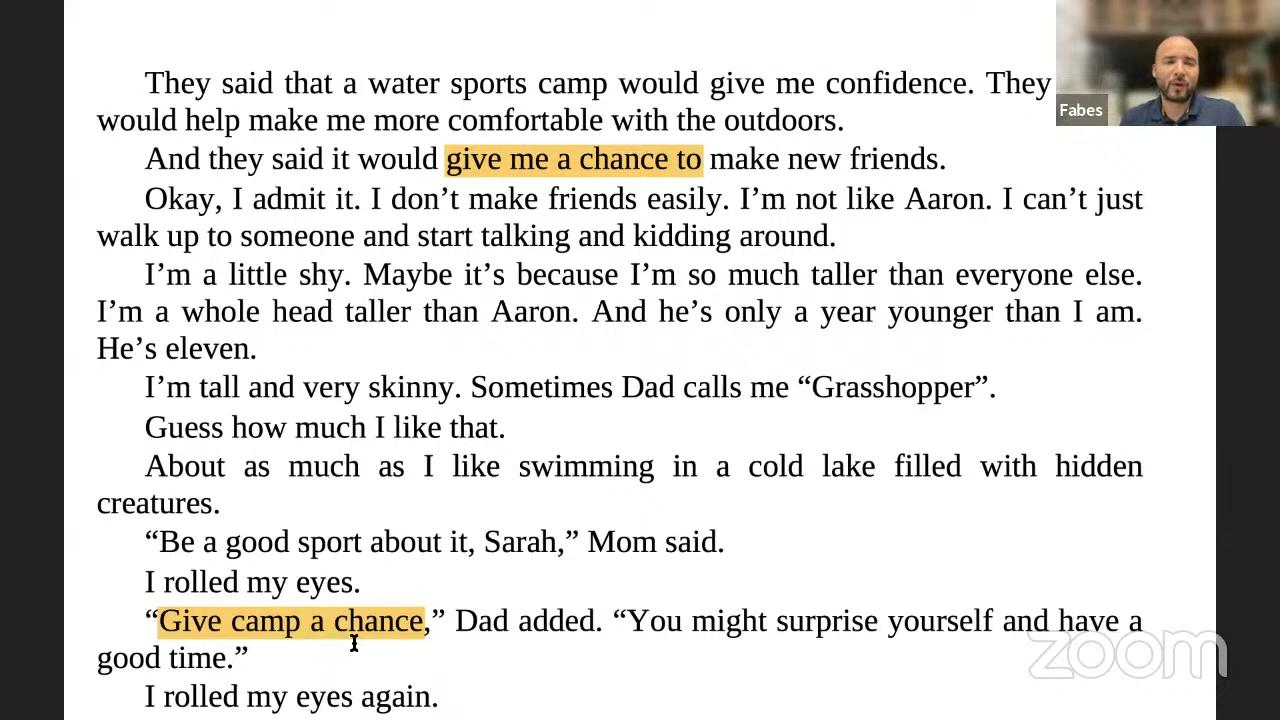 They said that a water sports camp would give me confidence. They
would help make me more comfortable with the outdoors.
And they said it would give me a chance to make new friends.
Okay, I admit it. I don’t make friends easily. I’m not like Aaron. I can’t just
walk up to someone and start talking and kidding around.
I’m a little shy. Maybe it’s because I’m so much taller than everyone else.
I’m a whole head taller than Aaron. And he’s only a year younger than I am.
He’s eleven.
I’m tall and very skinny. Sometimes Dad calls me “Grasshopper”.
Guess how much I like that.
About as much as I like swimming in a cold lake filled with hidden
creatures.
“Be a good sport about it, Sarah,” Mom said.
I rolled my eyes.
“Give camp a chance,” Dad added. “You might surprise yourself and have a
good time.”
I rolled my eyes again.
Fabes
zoom